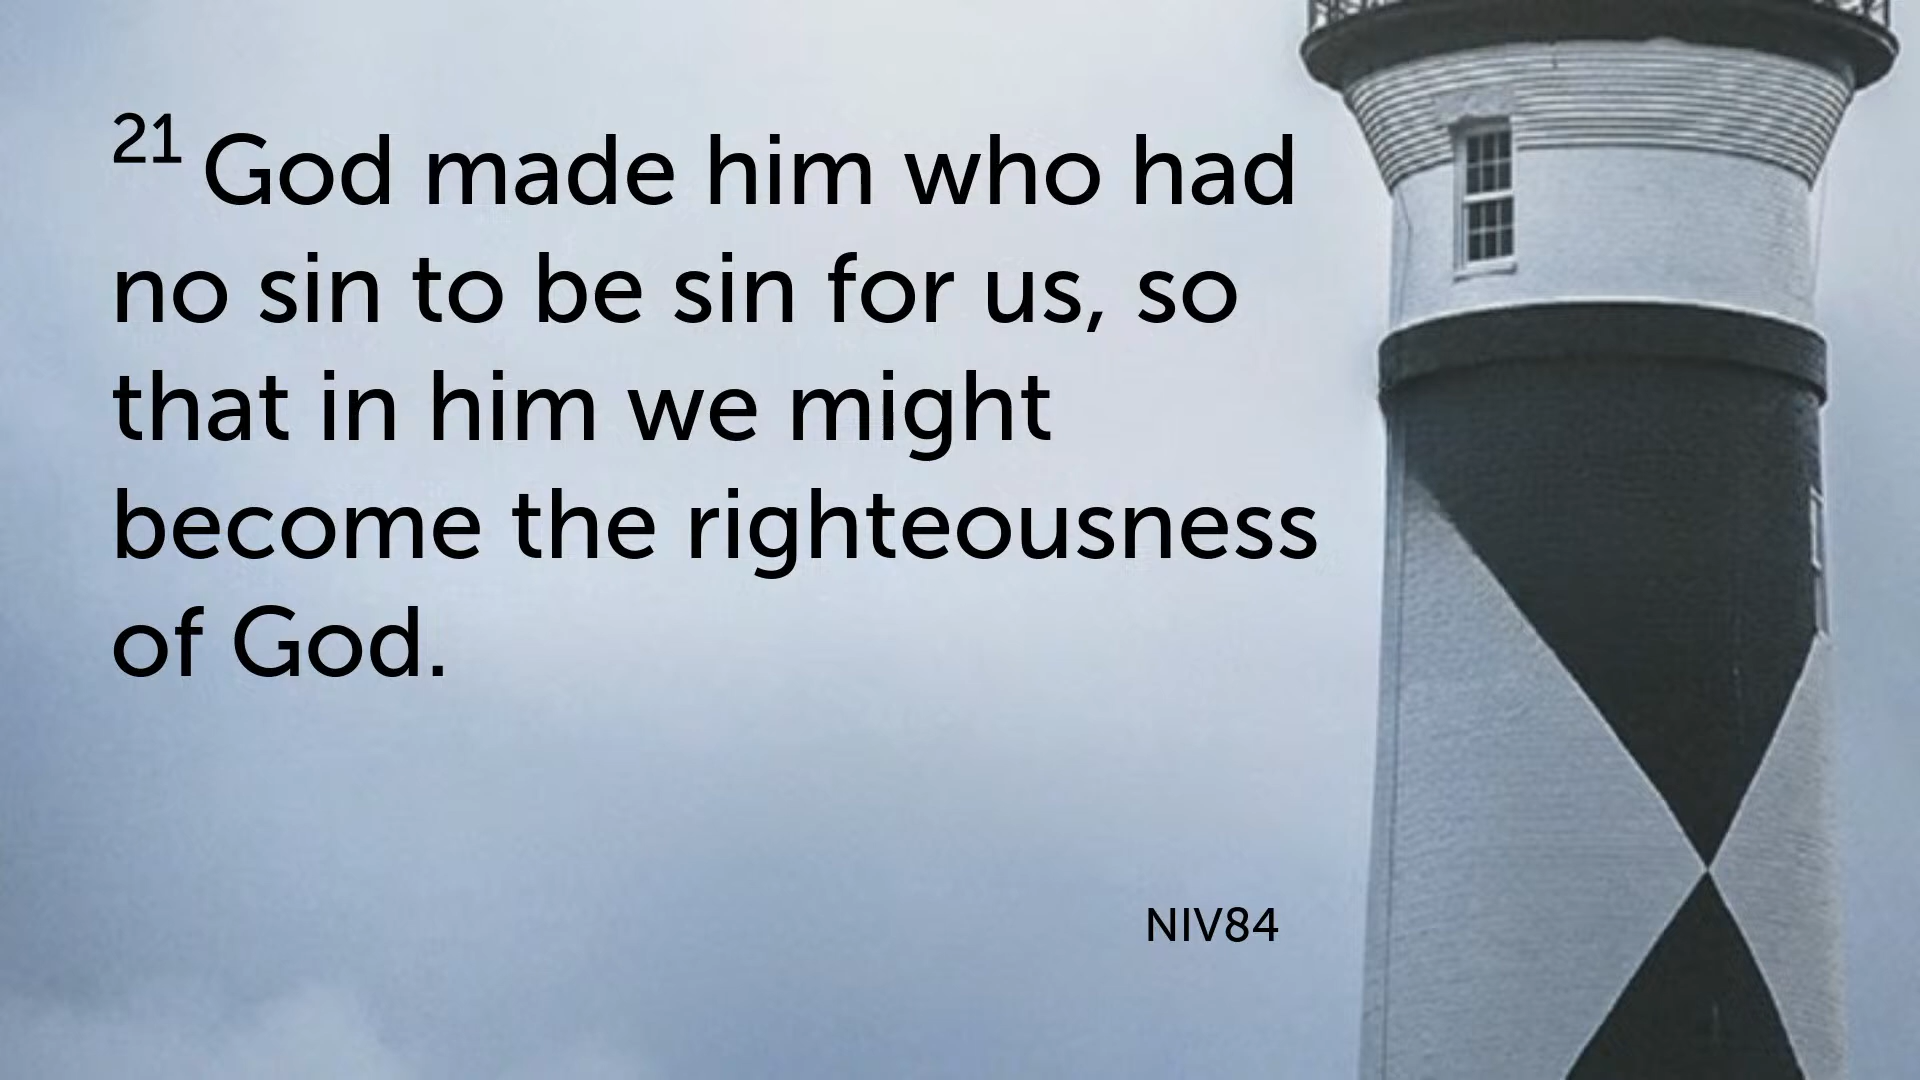 21 God made him who had
no sin to be sin for us, so
that in him we might
become the righteousness
of God.
NIV84